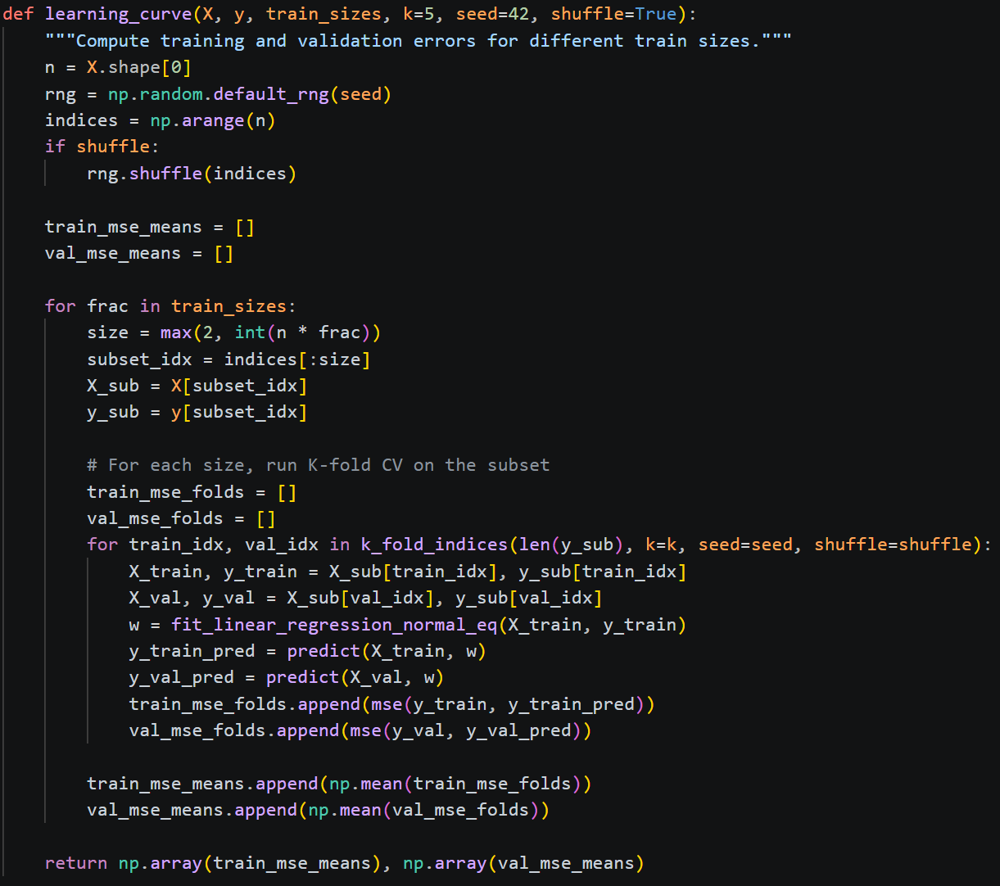 def learning_curve(X, y, train_sizes, k=5, seed=42, shuffle=True):
    """Compute training and validation errors for different train sizes."""
    n = X.shape[0]
    rng = np.random.default_rng(seed)
    indices = np.arange(n)
    if shuffle:
        rng.shuffle(indices)

    train_mse_means = []
    val_mse_means = []

    for frac in train_sizes:
        size = max(2, int(n * frac))
        subset_idx = indices[:size]
        X_sub = X[subset_idx]
        y_sub = y[subset_idx]

        # For each size, run K-fold CV on the subset
        train_mse_folds = []
        val_mse_folds = []
        for train_idx, val_idx in k_fold_indices(len(y_sub), k=k, seed=seed, shuffle=shuffle):
            X_train, y_train = X_sub[train_idx], y_sub[train_idx]
            X_val, y_val = X_sub[val_idx], y_sub[val_idx]
            w = fit_linear_regression_normal_eq(X_train, y_train)
            y_train_pred = predict(X_train, w)
            y_val_pred = predict(X_val, w)
            train_mse_folds.append(mse(y_train, y_train_pred))
            val_mse_folds.append(mse(y_val, y_val_pred))

        train_mse_means.append(np.mean(train_mse_folds))
        val_mse_means.append(np.mean(val_mse_folds))

    return np.array(train_mse_means), np.array(val_mse_means)